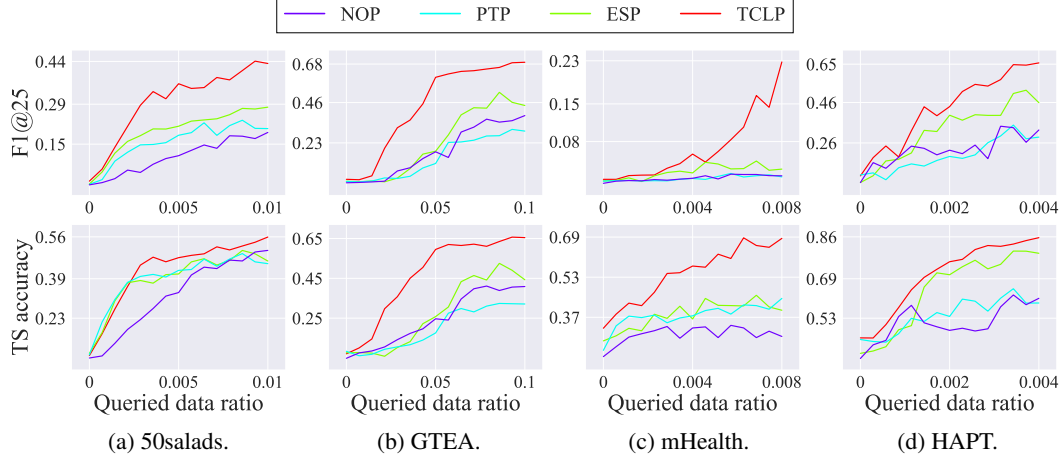 NOP PTP ESP TCLP
F1@25
0.44
0.29
0.15
0 0.005 0.01
0.68
0.46
0.23
0 0.05 0.1
0.23
0.15
0.08
0 0.004 0.008
0.65
0.46
0.26
0 0.002 0.004
TS accuracy
0.56
0.39
0.23
0 0.005 0.01
Queried data ratio
0.65
0.45
0.25
0 0.05 0.1
Queried data ratio
0.69
0.53
0.37
0 0.004 0.008
Queried data ratio
0.86
0.69
0.53
0 0.002 0.004
Queried data ratio
(a) 50salads.
(b) GTEA.
(c) mHealth.
(d) HAPT.